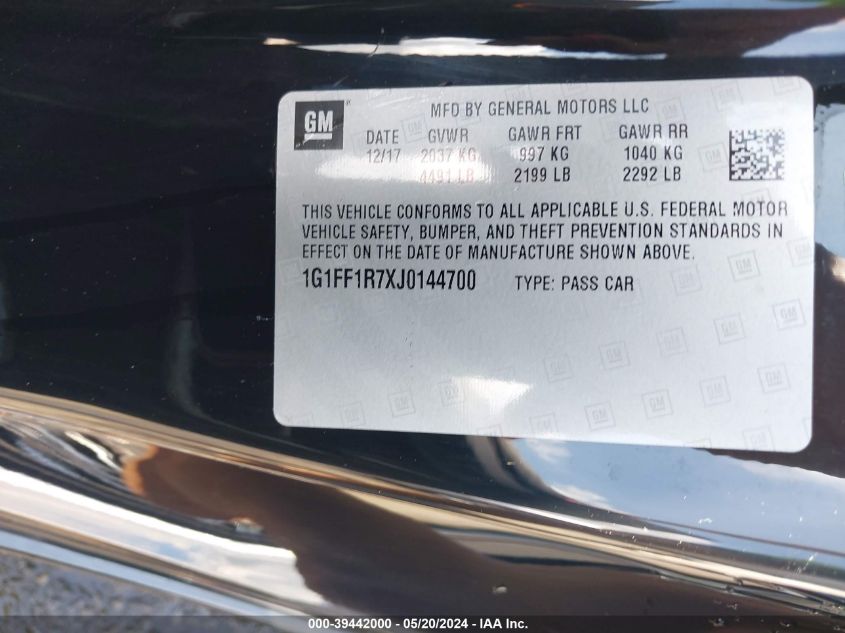 GM
MFD BY GENERAL MOTORS LLC
DATE GVWR GAWR FRT GAWR RR
12/17 2037 KG 997 KG 1040 KG
4491 LB 2199 LB 2292 LB
THIS VEHICLE CONFORMS TO ALL APPLICABLE U.S. FEDERAL MOTOR
VEHICLE SAFETY, BUMPER, AND THEFT PREVENTION STANDARDS IN
EFFECT ON THE DATE OF MANUFACTURE SHOWN ABOVE.
1G1FF1R7XJ0144700 TYPE: PASS CAR
000-39442000 - 05/20/2024 - IAA Inc.